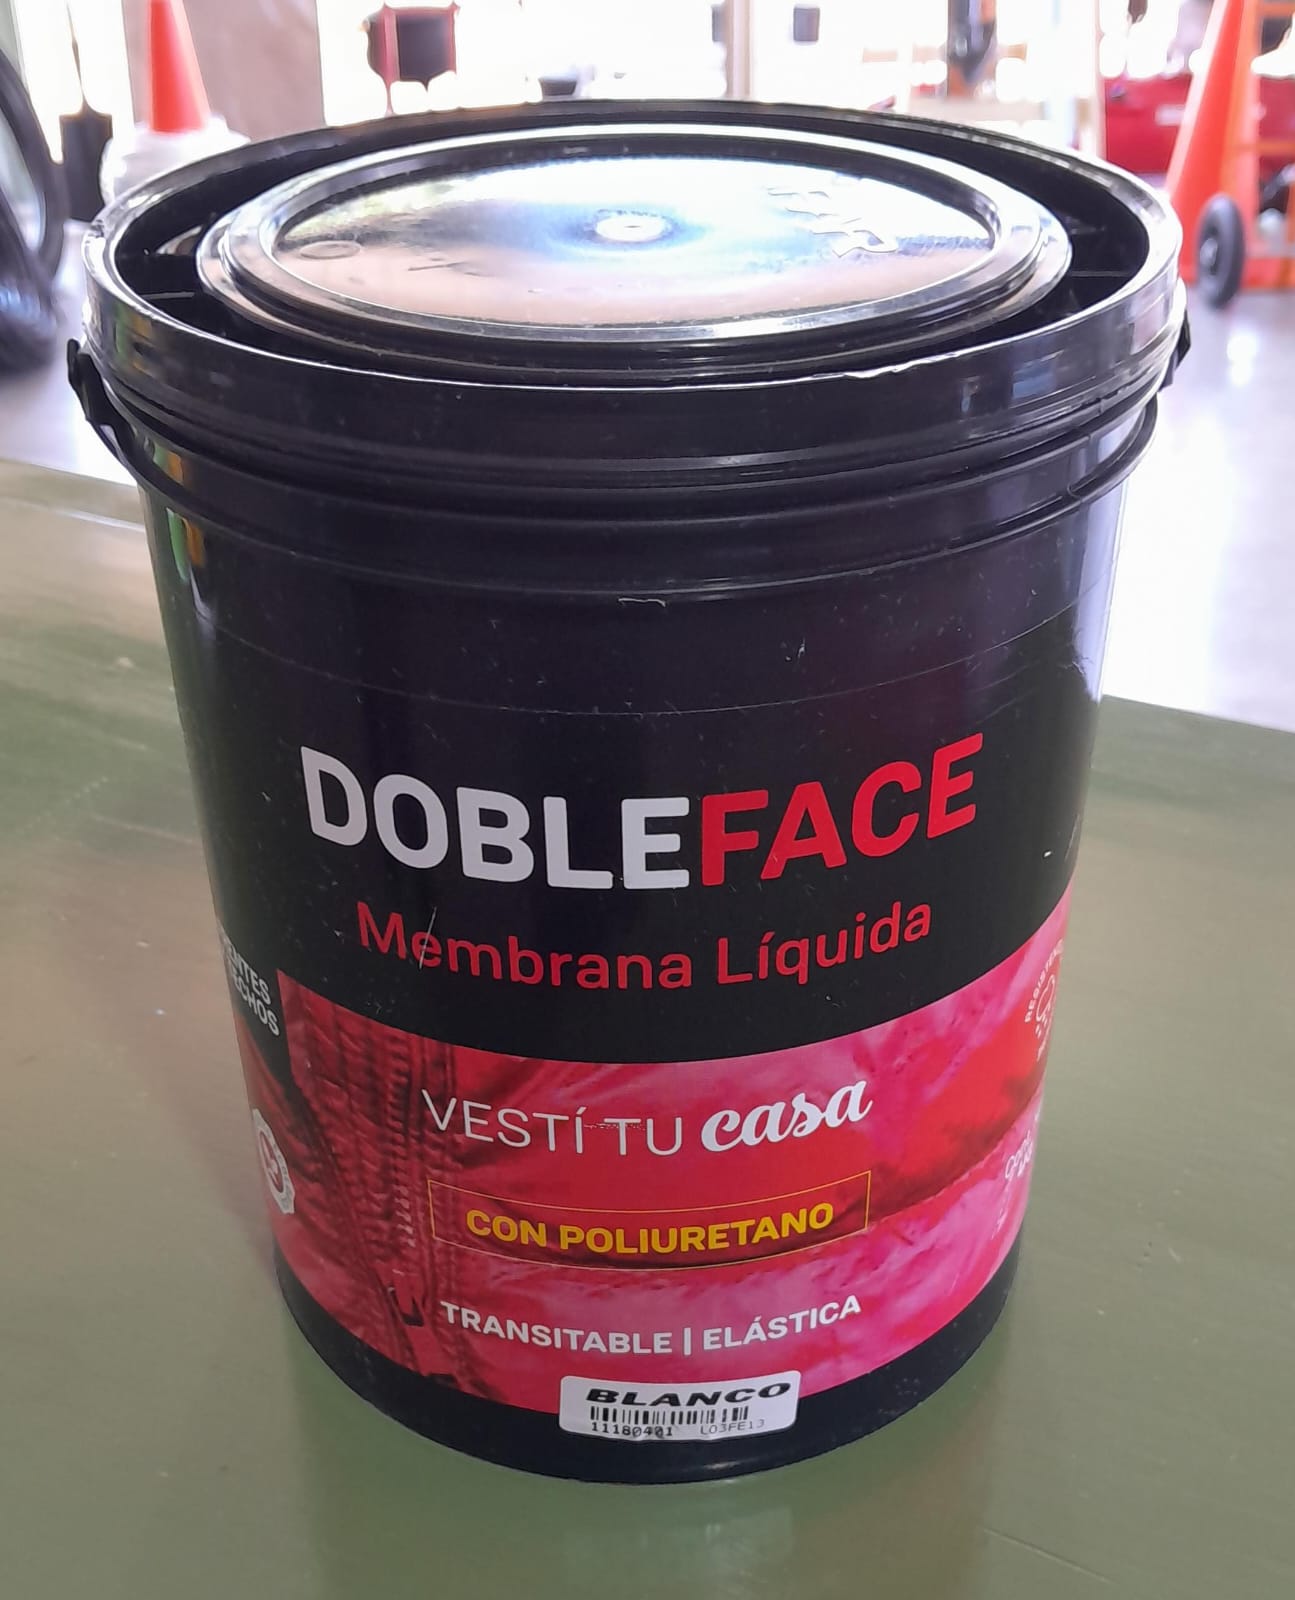 DOBLEFACE
Membrana Líquida
VESTÍ TU casa
CON POLIURETANO
TRANSITABLE | ELÁSTICA
BLANCO
11180401 L03FE13